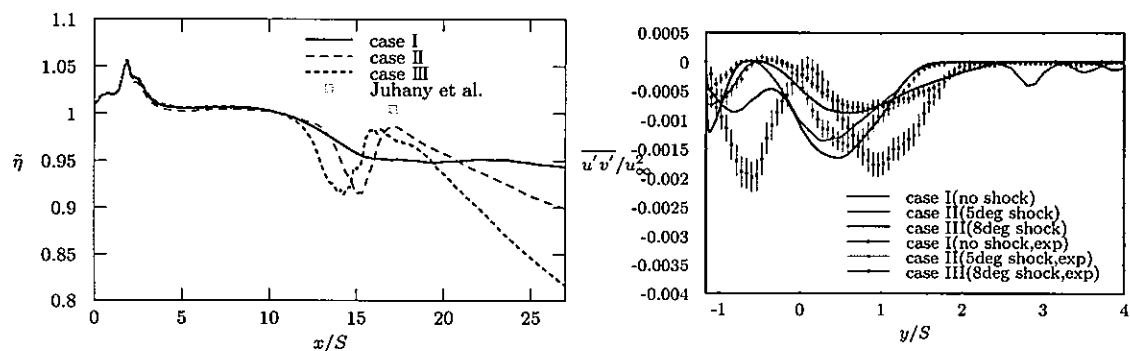 1.1
1.05
1
0.95
0.9
0.85
0.8
η̃
case I
case II
case III
Juhany et al.
0 5 10 15 20 25
x/S
0.0005
0
-0.0005
-0.001
-0.0015
-0.002
-0.0025
-0.003
-0.0035
-0.004
u′v′/u²∞
case I(no shock)
case II(5deg shock)
case III(8deg shock)
case I(no shock,exp)
case II(5deg shock,exp)
case III(8deg shock,exp)
-1 0 1 2 3 4
y/S